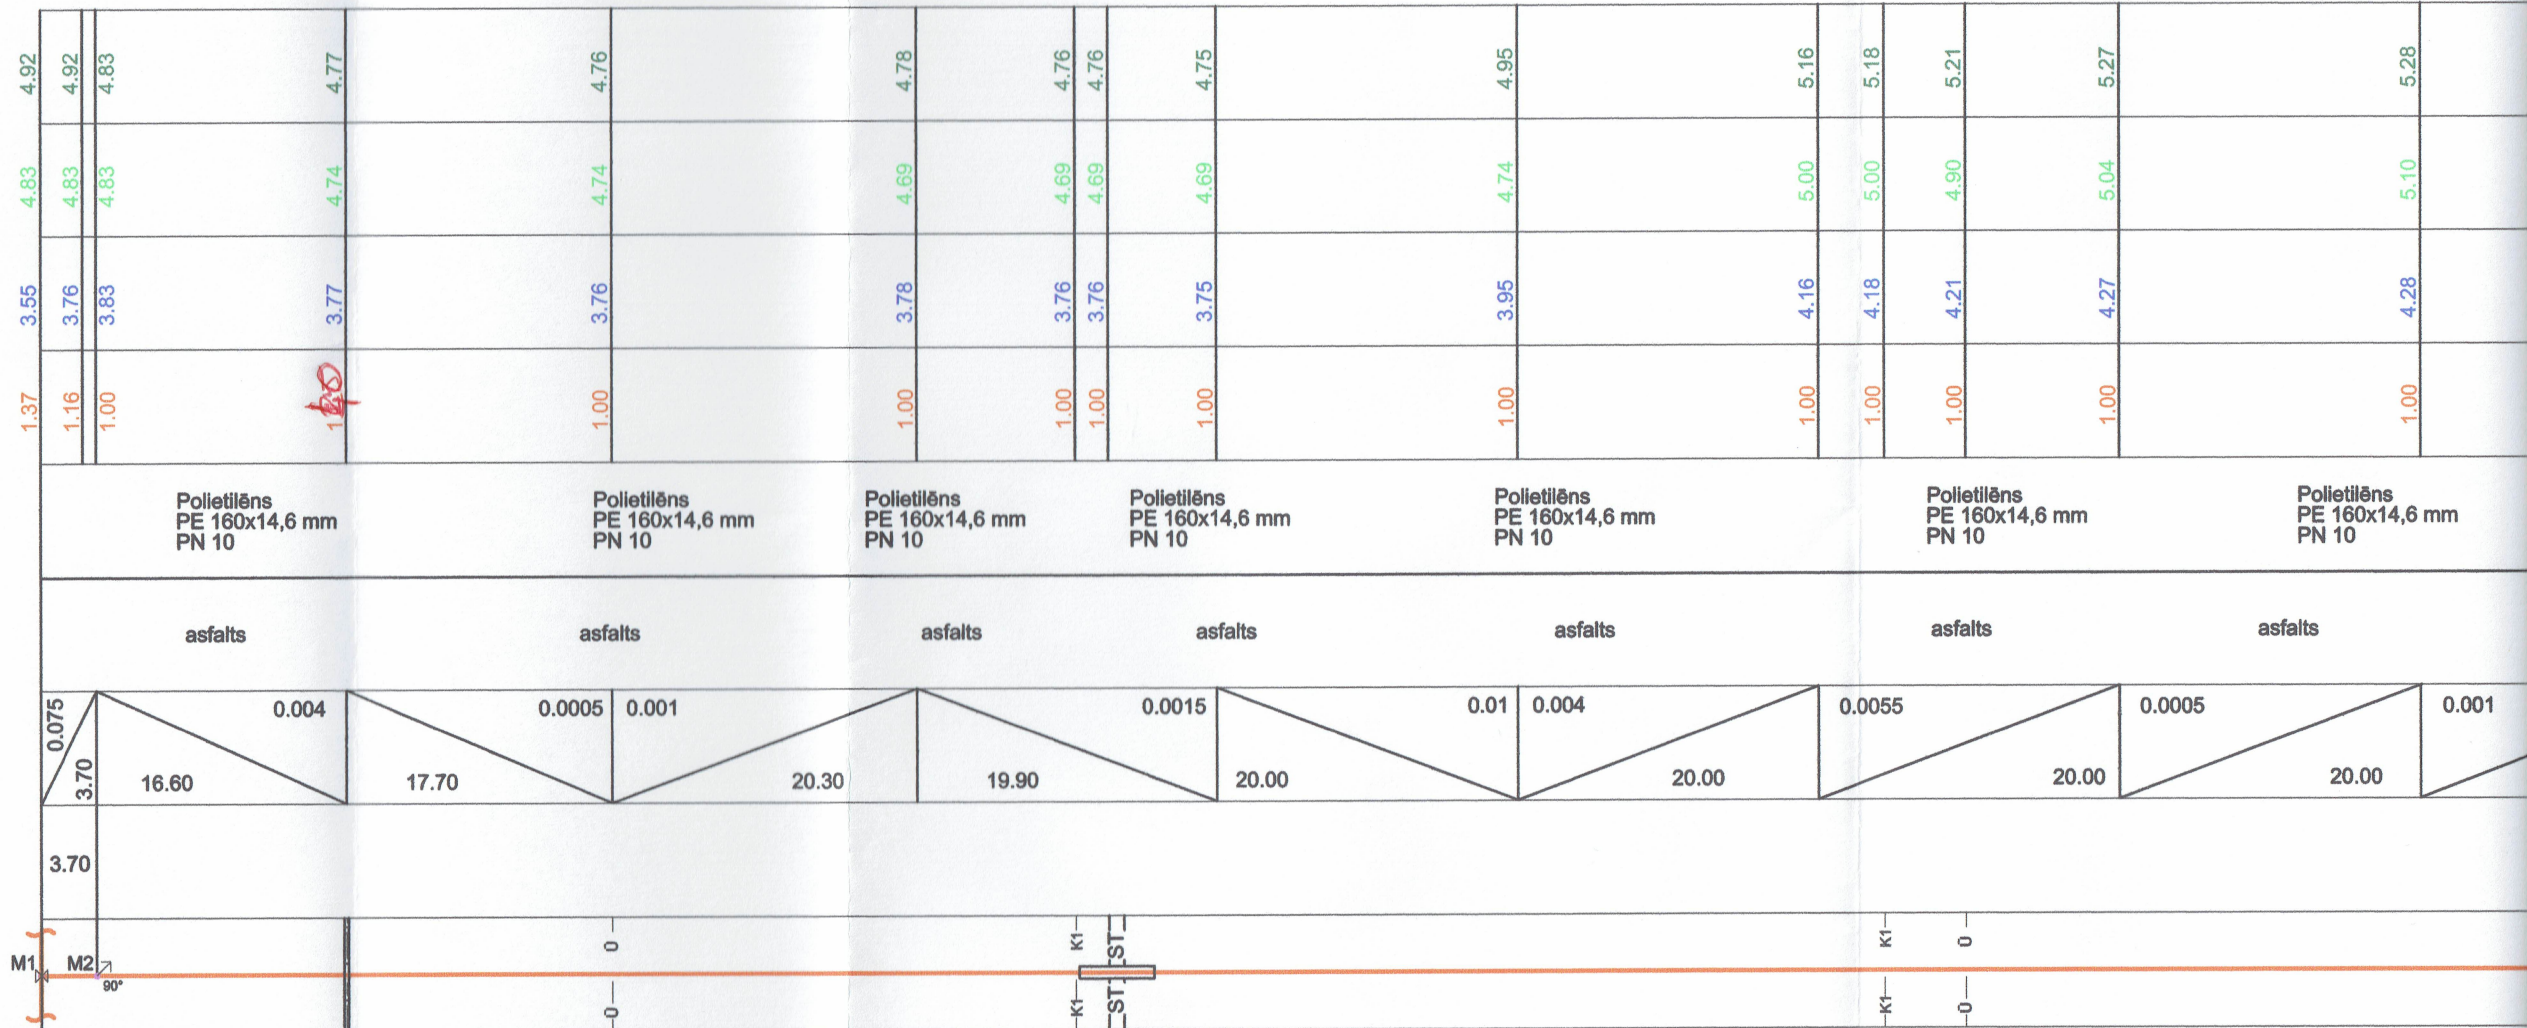 4.92 4.92 4.83 4.77 4.76 4.78 4.76 4.76 4.75 4.95 5.16 5.18 5.21 5.27 5.28
4.83 4.83 4.83 4.74 4.74 4.69 4.69 4.69 4.69 4.74 5.00 5.00 4.90 5.04 5.10
3.55 3.76 3.83 3.77 3.76 3.78 3.76 3.76 3.75 3.95 4.16 4.18 4.21 4.27 4.28
1.37 1.16 1.00 1.00 1.00 1.00 1.00 1.00 1.00 1.00 1.00 1.00 1.00 1.00
Polietilēns Polietilēns Polietilēns Polietilēns Polietilēns Polietilēns Polietilēns
PE 160x14,6 mm PE 160x14,6 mm PE 160x14,6 mm PE 160x14,6 mm PE 160x14,6 mm PE 160x14,6 mm PE 160x14,6 mm
PN 10 PN 10 PN 10 PN 10 PN 10 PN 10 PN 10
asfalts asfalts asfalts asfalts asfalts asfalts asfalts
0.075 0.004 0.0005 0.001 0.0015 0.01 0.004 0.0055 0.0005 0.001
3.70 16.60 17.70 20.30 19.90 20.00 20.00 20.00 20.00
3.70
0 K1 ST K1 0
M1 M2
90°
0 K1 ST K1 0